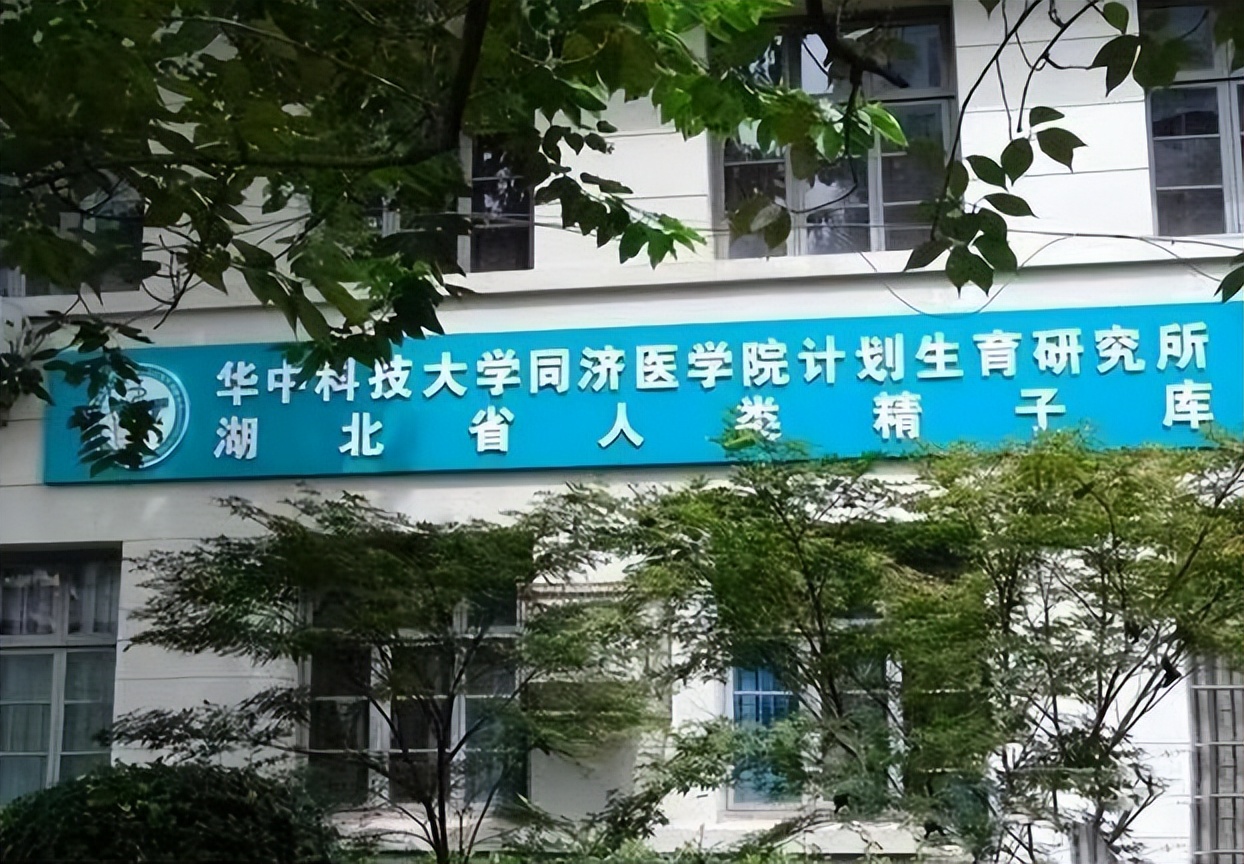 华中科技大学同济医学院计划生育研究所
湖北省人类精子库